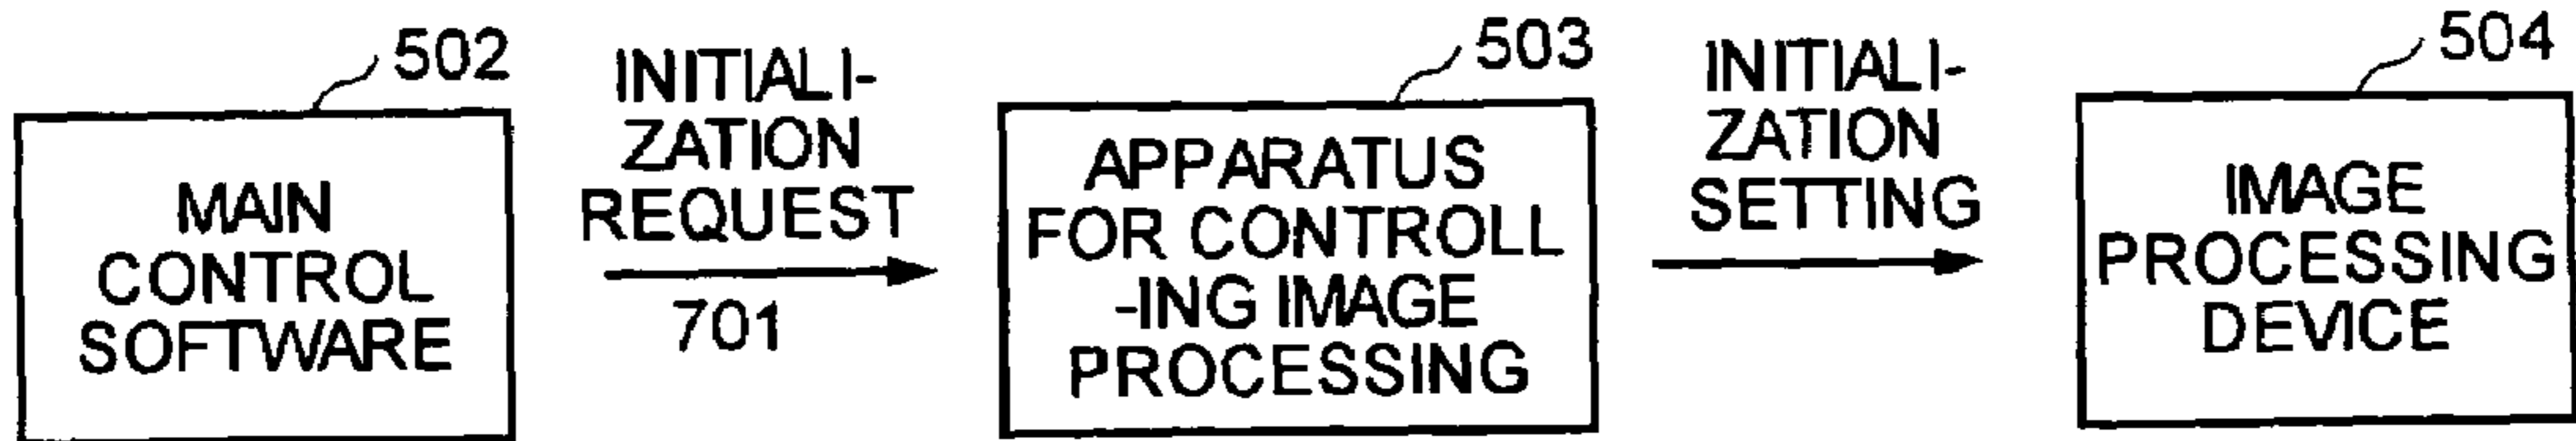 502
MAIN
CONTROL
SOFTWARE
INITIALI-
ZATION
REQUEST
701
503
APPARATUS
FOR CONTROLL
-ING IMAGE
PROCESSING
INITIALI-
ZATION
SETTING
504
IMAGE
PROCESSING
DEVICE